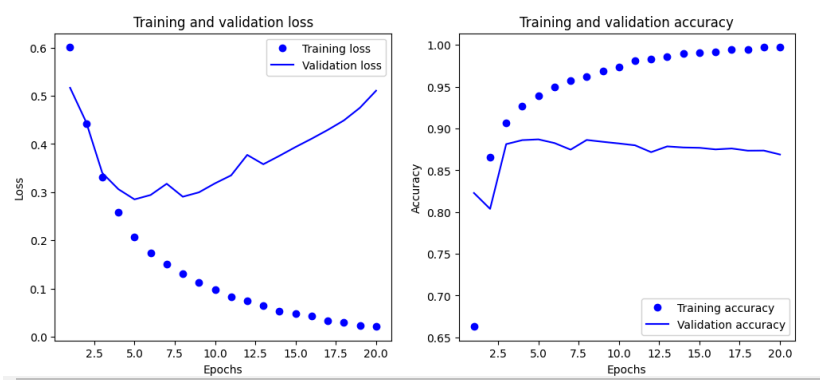 Training and validation loss
0.6
0.5
0.4
0.3
0.2
0.1
0.0
Loss
Training loss
Validation loss
2.5 5.0 7.5 10.0 12.5 15.0 17.5 20.0
Epochs
Training and validation accuracy
1.00
0.95
0.90
0.85
0.80
0.75
0.70
0.65
Accuracy
Training accuracy
Validation accuracy
2.5 5.0 7.5 10.0 12.5 15.0 17.5 20.0
Epochs